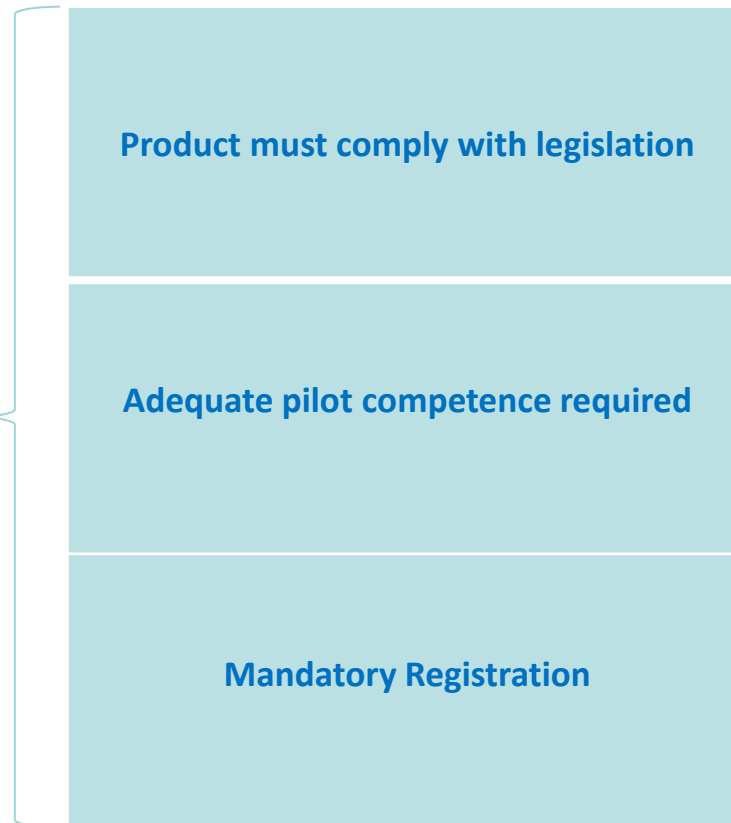 Product must comply with legislation
Adequate pilot competence required
Mandatory Registration